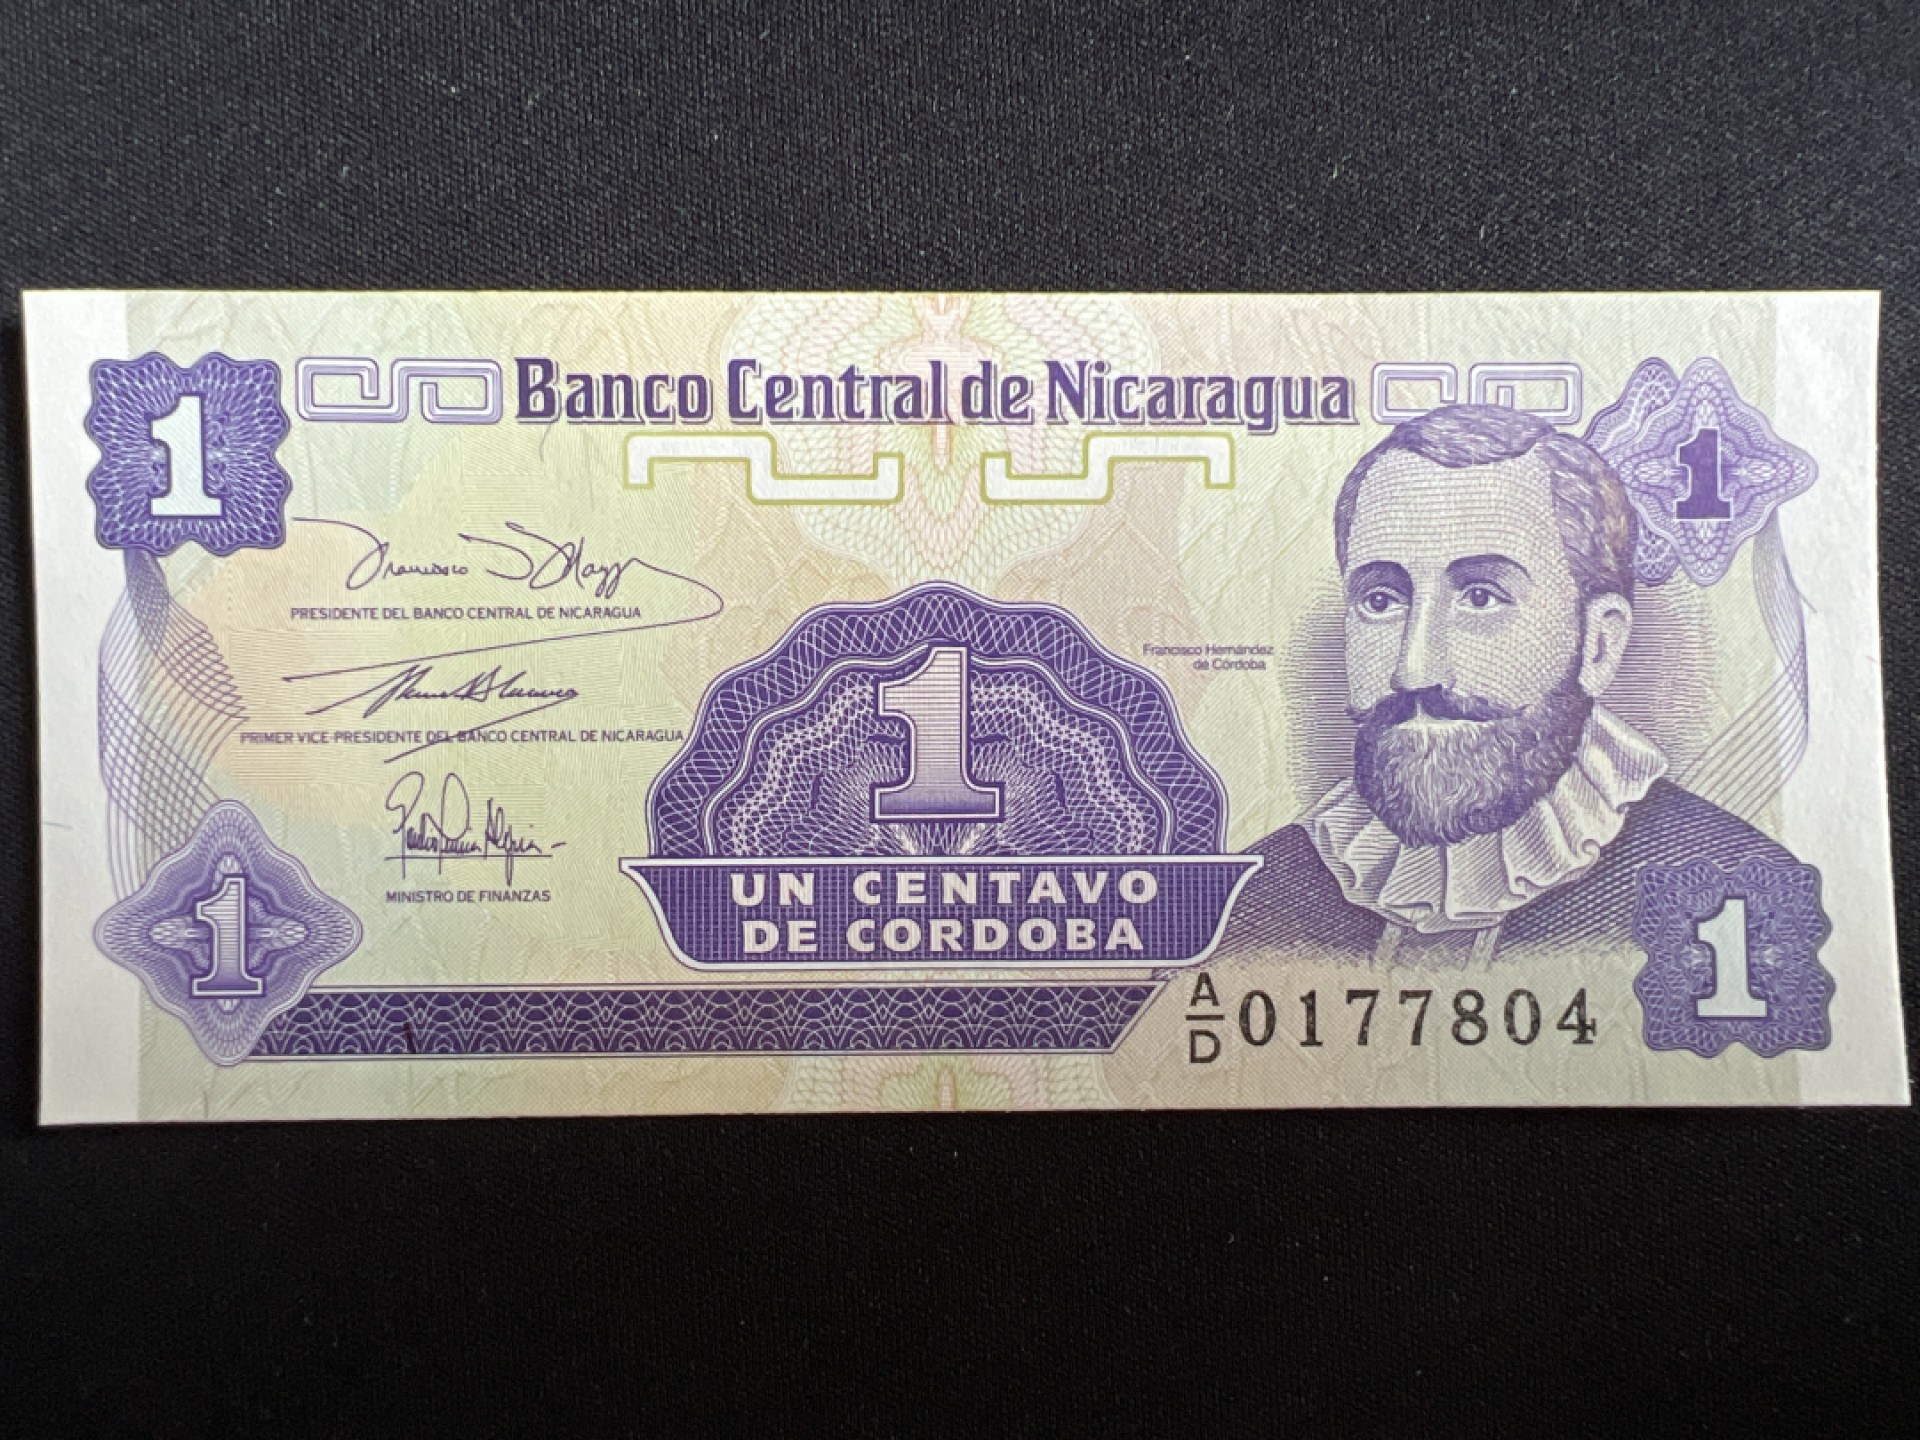 1
Banco Central de Nicaragua
1
PRESIDENTE DEL BANCO CENTRAL DE NICARAGUA
Francisco Hernández
de Córdoba
1
PRIMER VICE-PRESIDENTE DEL BANCO CENTRAL DE NICARAGUA
MINISTRO DE FINANZAS
UN CENTAVO
DE CORDOBA
1
A/D 0177804
1